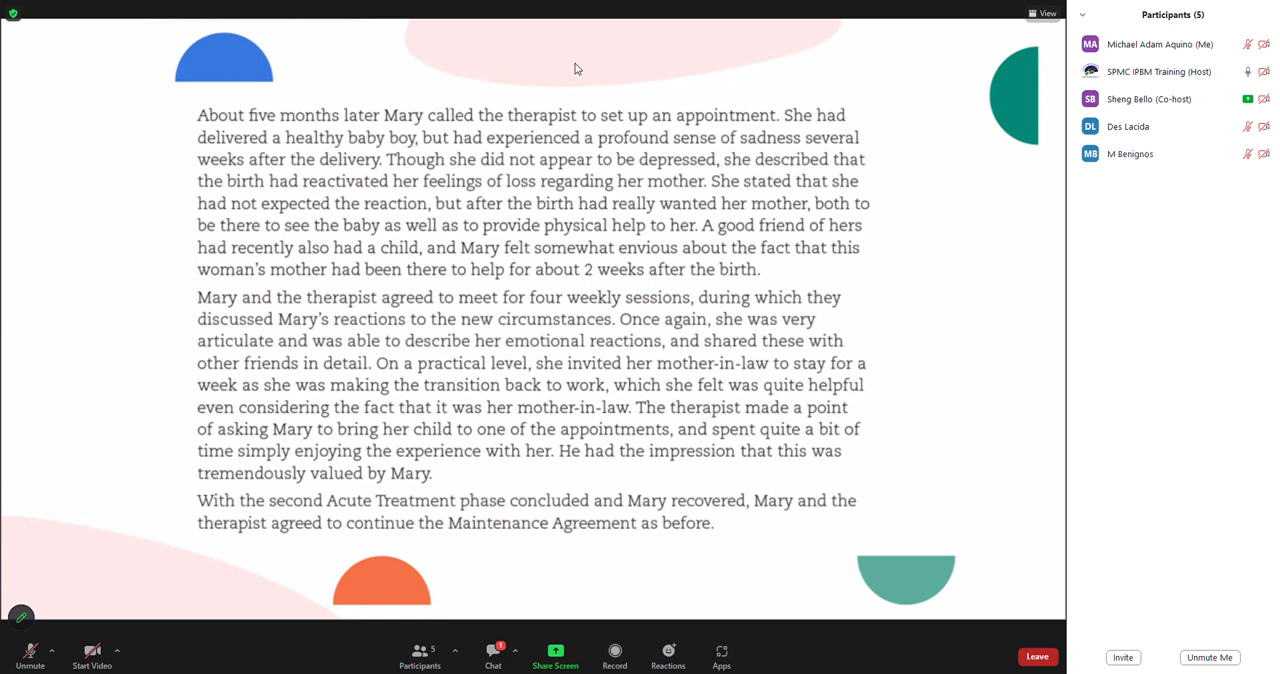 View
About five months later Mary called the therapist to set up an appointment. She had
delivered a healthy baby boy, but had experienced a profound sense of sadness several
weeks after the delivery. Though she did not appear to be depressed, she described that
the birth had reactivated her feelings of loss regarding her mother. She stated that she
had not expected the reaction, but after the birth had really wanted her mother, both to
be there to see the baby as well as to provide physical help to her. A good friend of hers
had recently also had a child, and Mary felt somewhat envious about the fact that this
woman's mother had been there to help for about 2 weeks after the birth.
Mary and the therapist agreed to meet for four weekly sessions, during which they
discussed Mary's reactions to the new circumstances. Once again, she was very
articulate and was able to describe her emotional reactions, and shared these with
other friends in detail. On a practical level, she invited her mother-in-law to stay for a
week as she was making the transition back to work, which she felt was quite helpful
even considering the fact that it was her mother-in-law. The therapist made a point
of asking Mary to bring her child to one of the appointments, and spent quite a bit of
time simply enjoying the experience with her. He had the impression that this was
tremendously valued by Mary.
With the second Acute Treatment phase concluded and Mary recovered, Mary and the
therapist agreed to continue the Maintenance Agreement as before.
Participants (5)
MA Michael Adam Aquino (Me)
SPMC IPBM Training (Host)
SB Sheng Bello (Co-host)
DL Des Lacida
MB M Benignos
Unmute
Start Video
5
Participants
1
Chat
Share Screen
Record
Reactions
Apps
Leave
Invite
Unmute Me